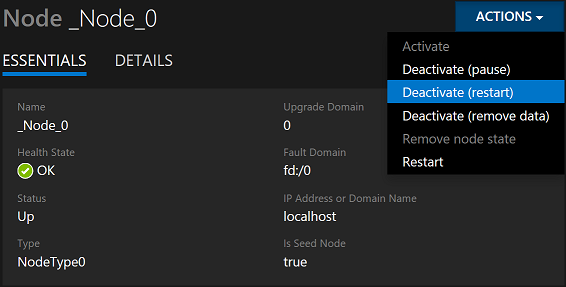 Node _Node_0
ACTIONS
Activate
Deactivate (pause)
Deactivate (restart)
Deactivate (remove data)
Remove node state
Restart
ESSENTIALS
DETAILS
Name
_Node_0
Upgrade Domain
0
Health State
OK
Fault Domain
fd:/0
Status
Up
IP Address or Domain Name
localhost
Type
NodeType0
Is Seed Node
true